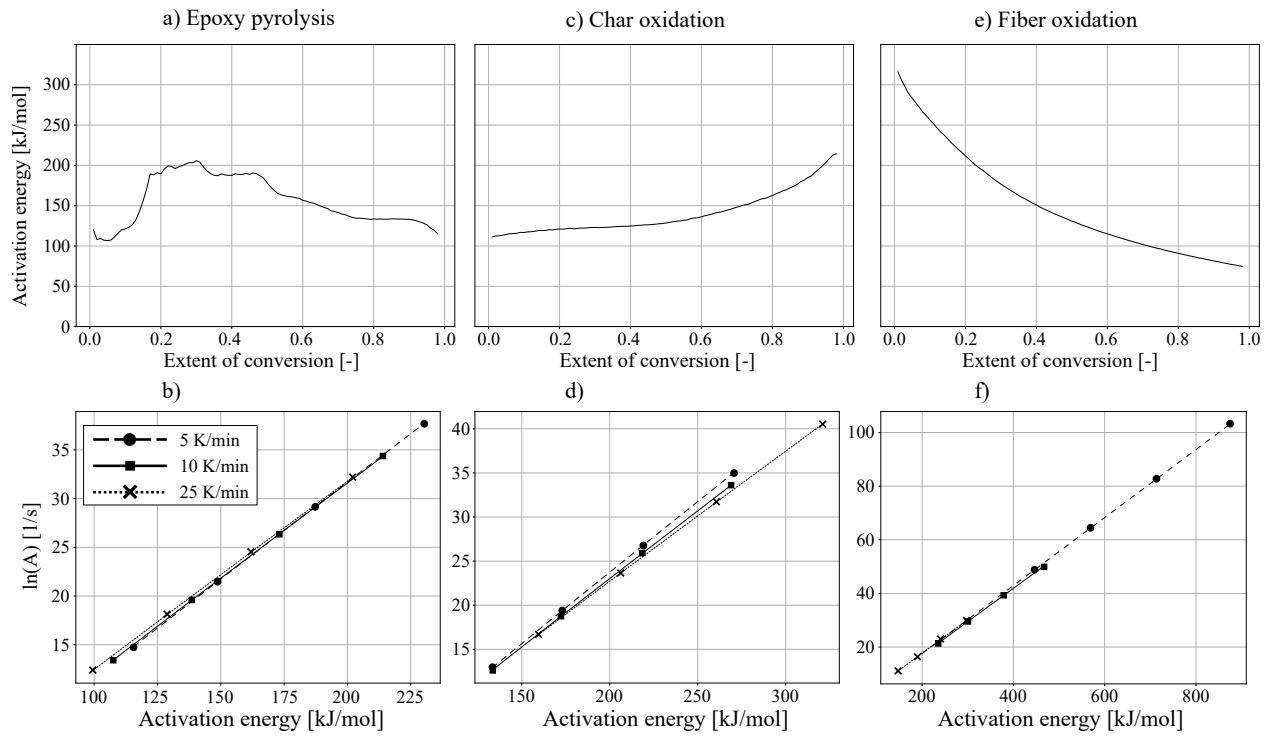 a) Epoxy pyrolysis
c) Char oxidation
e) Fiber oxidation
Activation energy [kJ/mol]
300
250
200
150
100
50
0
0.0 0.2 0.4 0.6 0.8 1.0
0.0 0.2 0.4 0.6 0.8 1.0
0.0 0.2 0.4 0.6 0.8 1.0
Extent of conversion [-]
Extent of conversion [-]
Extent of conversion [-]
b)
d)
f)
ln(A) [1/s]
35
30
25
20
15
5 K/min
10 K/min
25 K/min
100 125 150 175 200 225
Activation energy [kJ/mol]
40
35
30
25
20
15
150 200 250 300
Activation energy [kJ/mol]
100
80
60
40
20
200 400 600 800
Activation energy [kJ/mol]